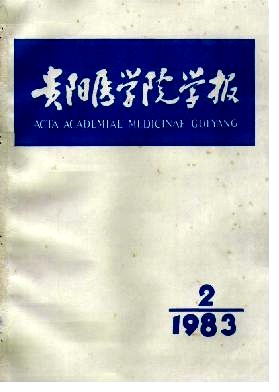 贵阳医学院学报
ACTA ACADEMIAE MEDICINAE GUIYANG
2
1983